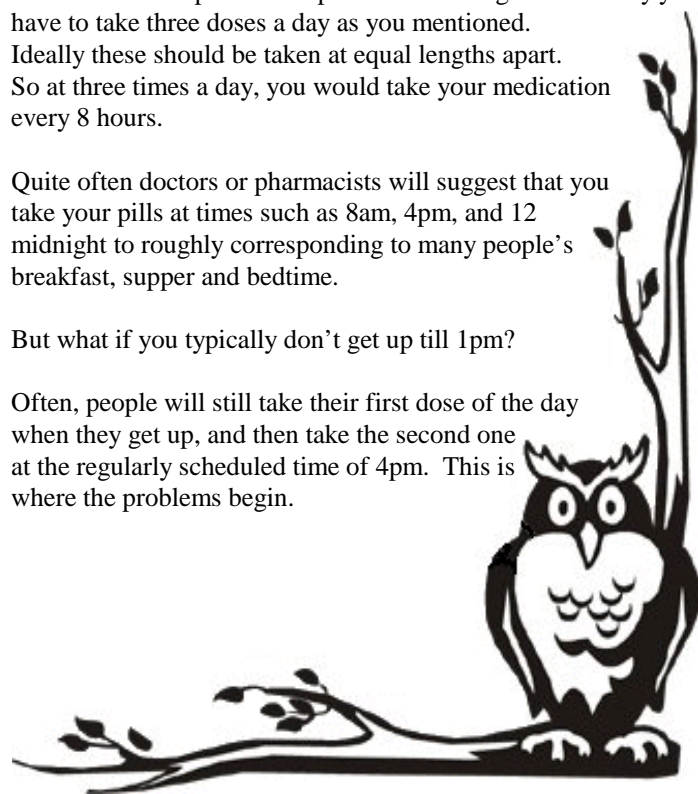 have to take three doses a day as you mentioned.
Ideally these should be taken at equal lengths apart.
So at three times a day, you would take your medication
every 8 hours.
Quite often doctors or pharmacists will suggest that you
take your pills at times such as 8am, 4pm, and 12
midnight to roughly corresponding to many people’s
breakfast, supper and bedtime.
But what if you typically don’t get up till 1pm?
Often, people will still take their first dose of the day
when they get up, and then take the second one
at the regularly scheduled time of 4pm.  This is
where the problems begin.